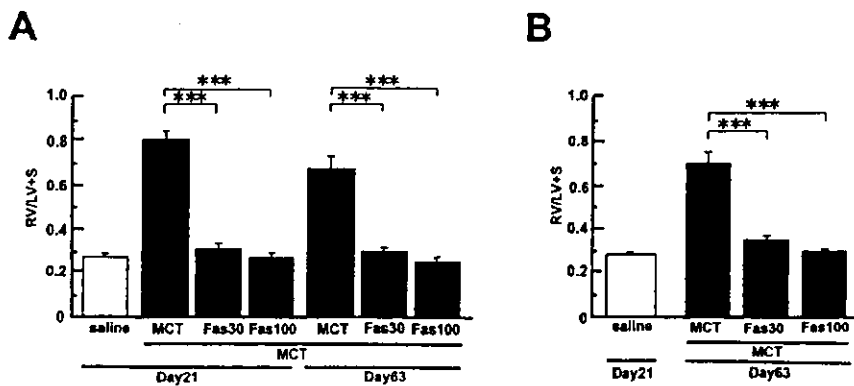 A
B
*** ***
*** ***
***
***
1.0
0.8
0.6
0.4
0.2
0
RV/LV+S
saline MCT Fas30 Fas100 MCT Fas30 Fas100
MCT
Day21 Day63
1.0
0.8
0.6
0.4
0.2
0
RV/LV+S
saline MCT Fas30 Fas100
MCT
Day21 Day63